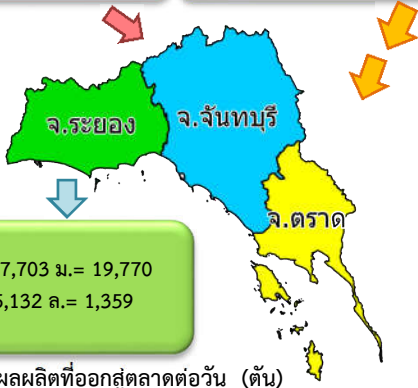 จ.ระยอง
จ.จันทบุรี
จ.ตราด
7,703 ม.= 19,770
5,132 ล.= 1,359
ผลผลิตที่ออกสู่ตลาดต่อวัน (ตัน)